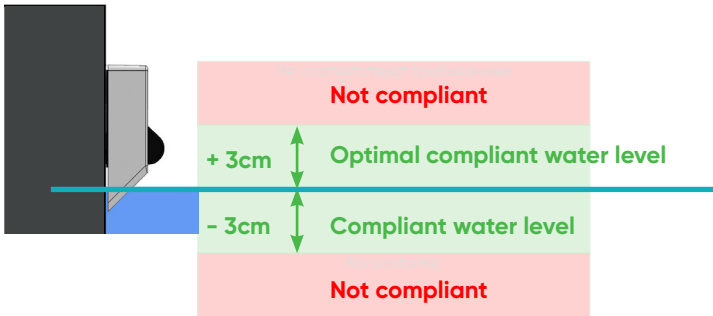 Not compliant
+ 3cm Optimal compliant water level
- 3cm Compliant water level
Not compliant